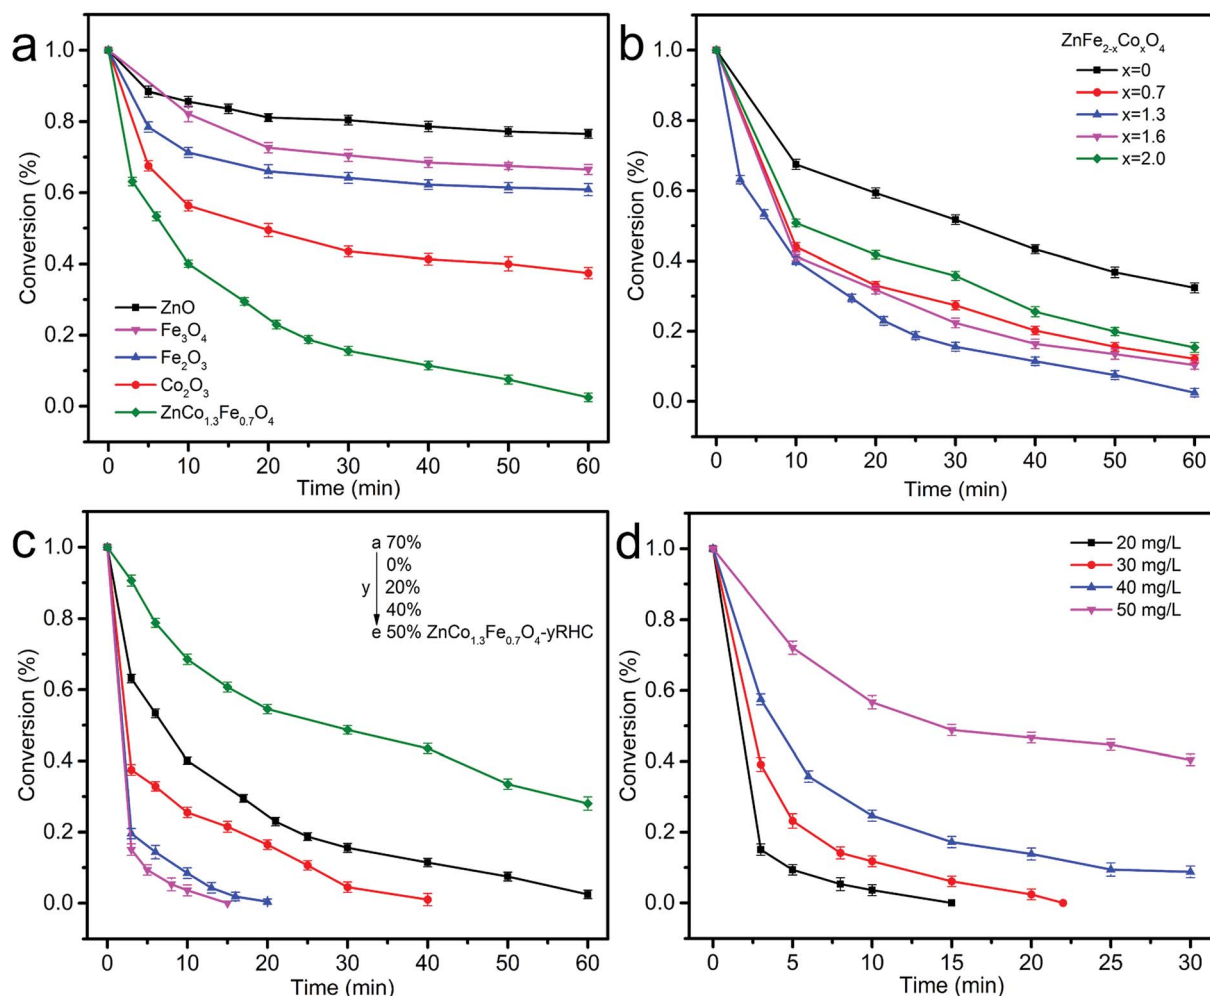 a
Conversion (%)
1.0
0.8
0.6
0.4
0.2
0.0
ZnO
Fe₃O₄
Fe₂O₃
Co₂O₃
ZnCo₁.₃Fe₀.₇O₄
0 10 20 30 40 50 60
Time (min)
b
Conversion (%)
1.0
0.8
0.6
0.4
0.2
0.0
ZnFe₂₋ₓCoₓO₄
x=0
x=0.7
x=1.3
x=1.6
x=2.0
0 10 20 30 40 50 60
Time (min)
c
Conversion (%)
1.0
0.8
0.6
0.4
0.2
0.0
a 70%
0%
y 20%
40%
e 50% ZnCo₁.₃Fe₀.₇O₄-yRHC
0 10 20 30 40 50 60
Time (min)
d
Conversion (%)
1.0
0.8
0.6
0.4
0.2
0.0
20 mg/L
30 mg/L
40 mg/L
50 mg/L
0 5 10 15 20 25 30
Time (min)